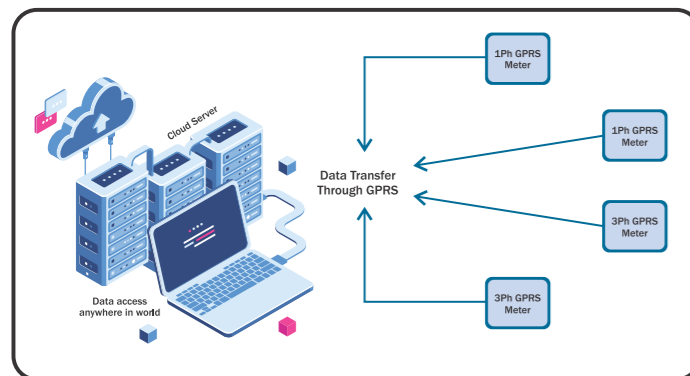 1Ph GPRS
Meter
Cloud Server
1Ph GPRS
Meter
Data Transfer
Through GPRS
3Ph GPRS
Meter
3Ph GPRS
Meter
Data access
anywhere in world